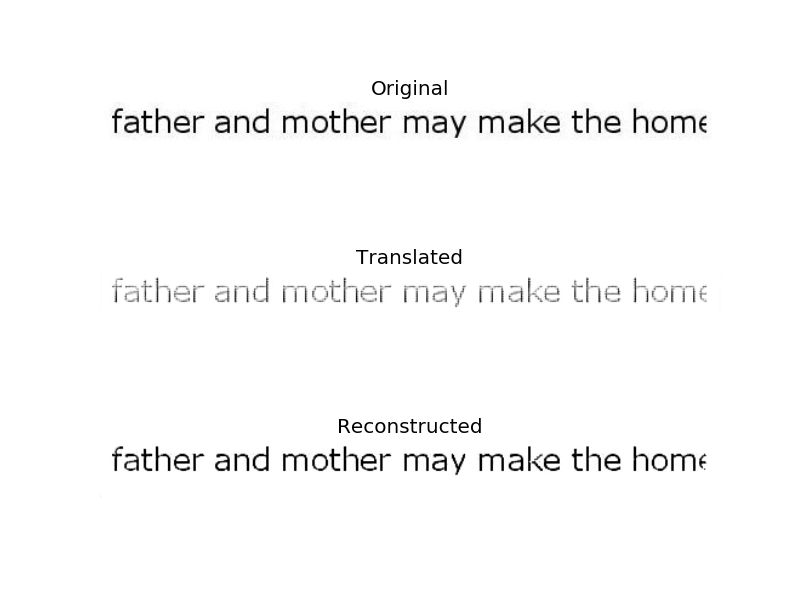 Original
father and mother may make the home
Translated
father and mother may make the home
Reconstructed
father and mother may make the home